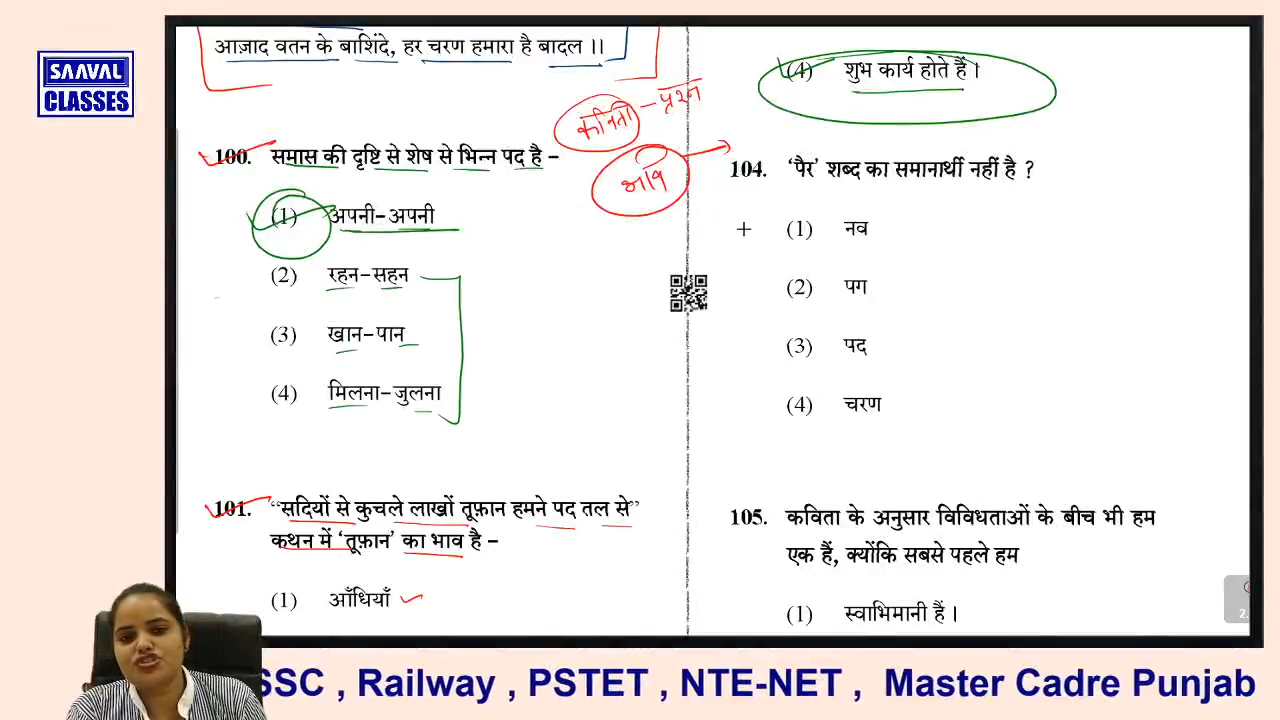 SAAVAL
CLASSES
आज़ाद वतन के बाशिंदे, हर चरण हमारा है बादल ।।
कविता - प्रश्न
100. समास की दृष्टि से शेष से भिन्न पद है –
(1) अपनी-अपनी
(2) रहन-सहन
(3) खान-पान
(4) मिलना-जुलना
101. “सदियों से कुचले लाखों तूफ़ान हमने पद तल से”
कथन में ‘तूफ़ान’ का भाव है –
(1) आँधियाँ
(4) शुभ कार्य होते हैं ।
104. ‘पैर’ शब्द का समानार्थी नहीं है ?
+ (1) नव
(2) पग
(3) पद
(4) चरण
105. कविता के अनुसार विविधताओं के बीच भी हम
एक हैं, क्योंकि सबसे पहले हम
(1) स्वाभिमानी हैं ।
SSC , Railway , PSTET , NTE-NET , Master Cadre Punjab